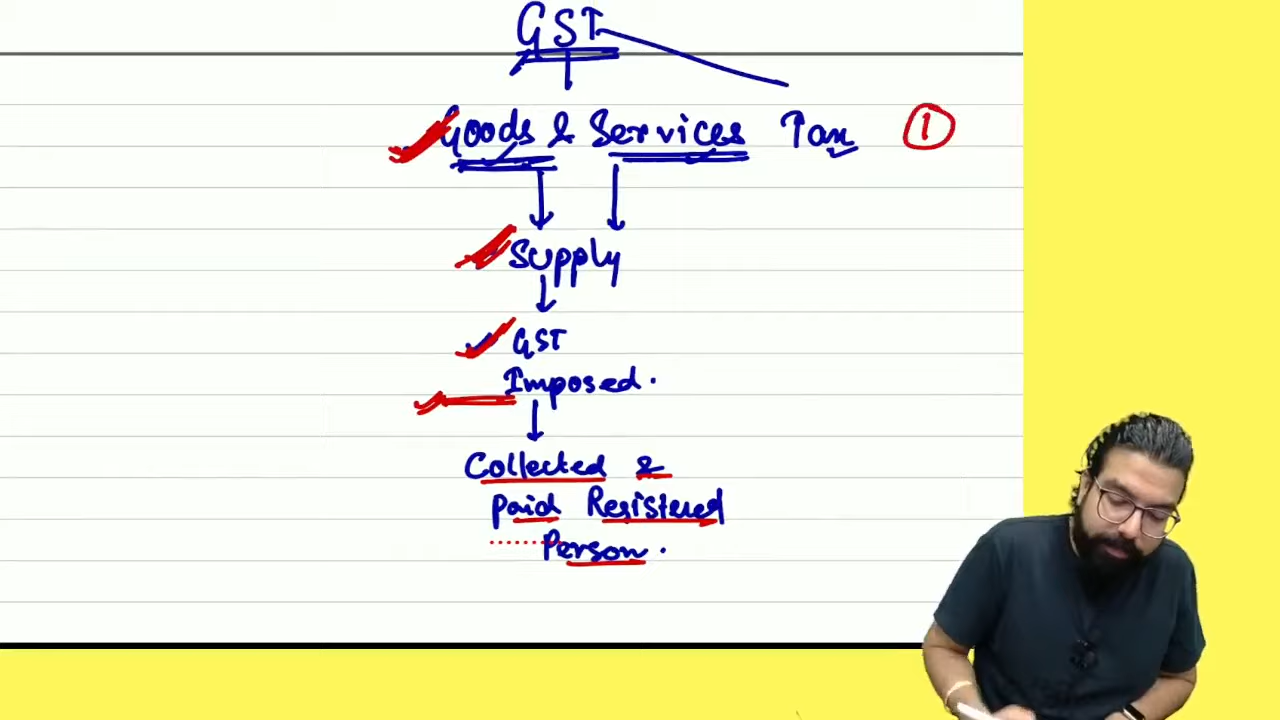 GST
Goods & Services Tax ①
Supply
GST
Imposed.
Collected &
Paid Registered
Person.